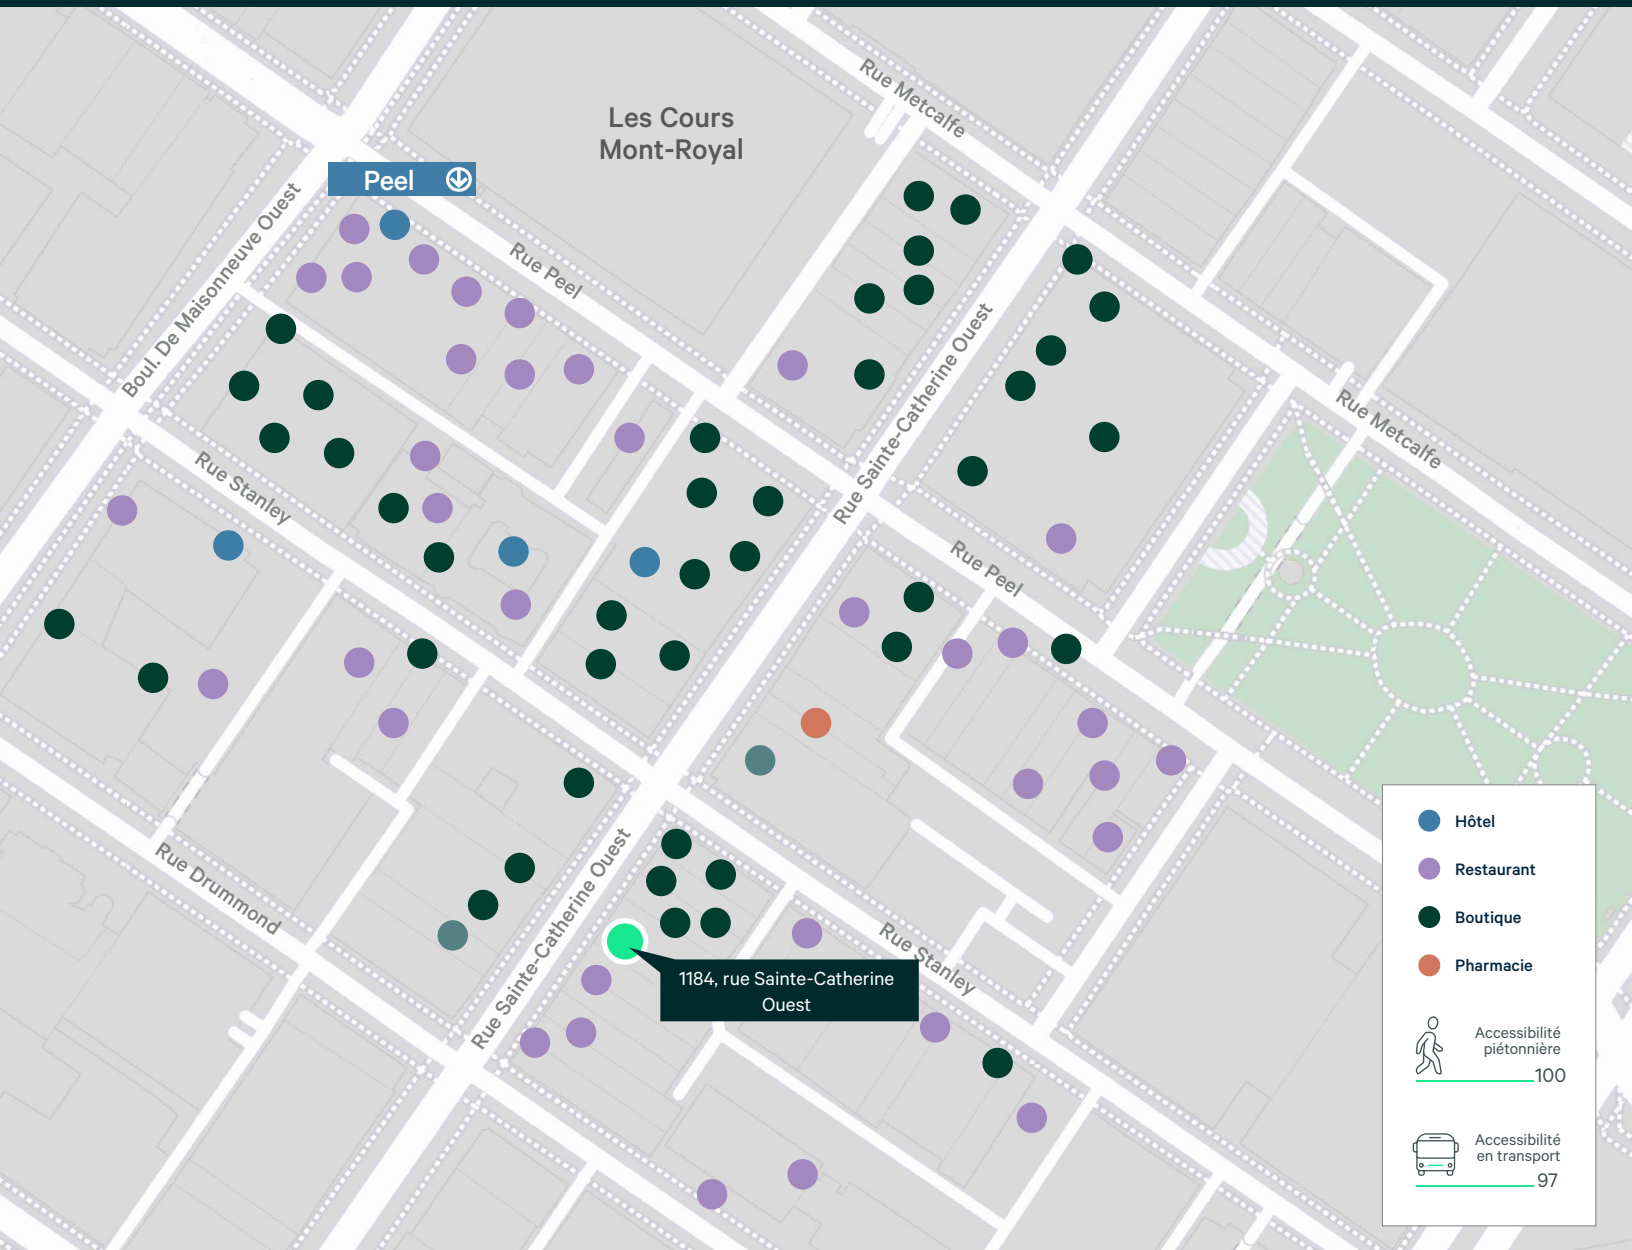 Rue Metcalfe
Les Cours
Mont-Royal
Peel
Boul. De Maisonneuve Ouest
Rue Peel
Rue Sainte-Catherine Ouest
Rue Metcalfe
Rue Stanley
Rue Peel
Rue Drummond
Rue Sainte-Catherine Ouest
Rue Stanley
1184, rue Sainte-Catherine
Ouest
Hôtel
Restaurant
Boutique
Pharmacie
Accessibilité
piétonnière
100
Accessibilité
en transport
97